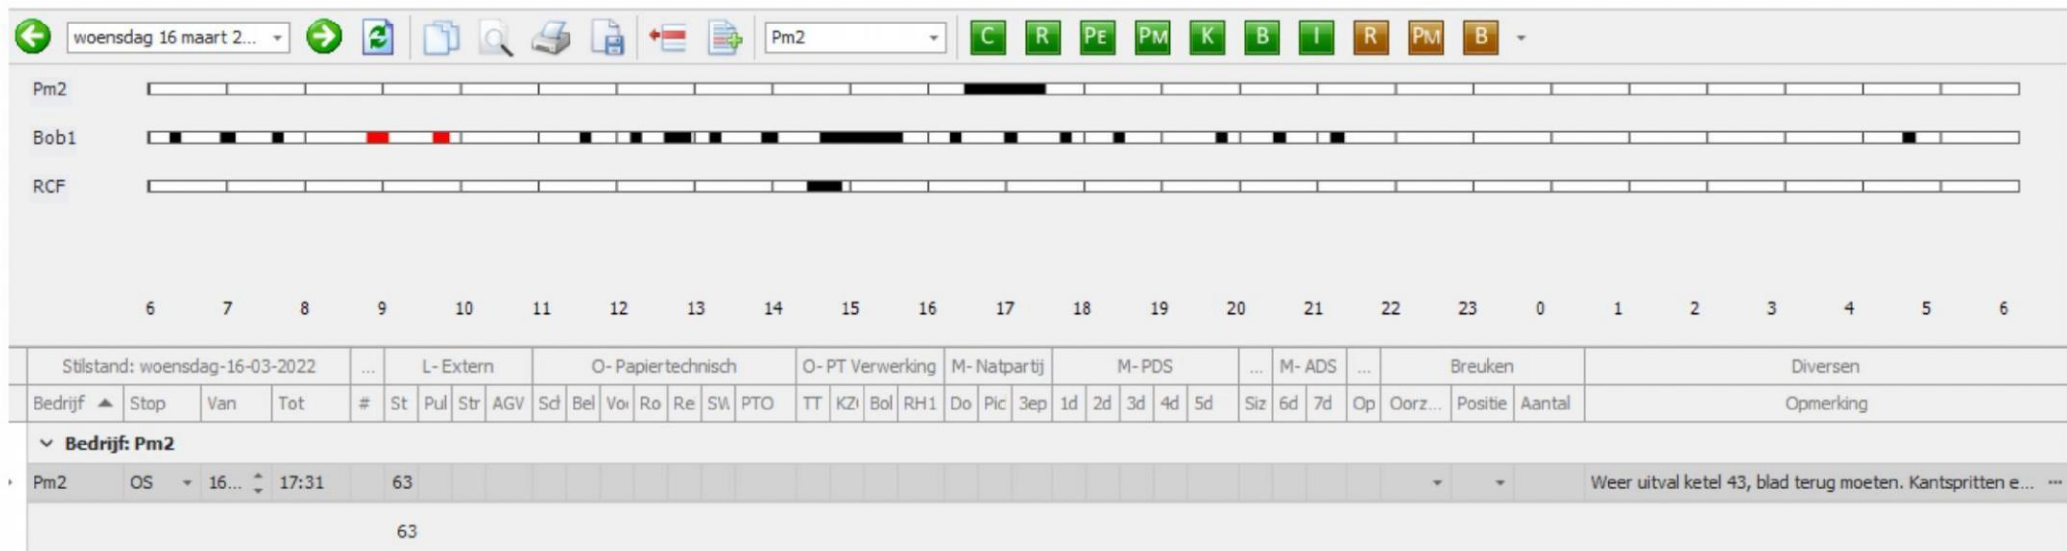 woensdag 16 maart 2... Pm2 C R PE PM K B I R PM B
Pm2
Bob1
RCF
6 7 8 9 10 11 12 13 14 15 16 17 18 19 20 21 22 23 0 1 2 3 4 5 6
Stilstand: woensdag-16-03-2022 ... L- Extern O- Papiertechnisch O- PT Verwerking M- Natpartij M- PDS ... M- ADS ... Breuken Diversen
Bedrijf Stop Van Tot # St Pul Str AGV Scl Bel Vo Ro Re SW PTO TT KZ Bol RH1 Do Pic 3ep 1d 2d 3d 4d 5d Siz 6d 7d Op Oorz... Positie Aantal Opmerking
Bedrijf: Pm2
Pm2 OS 16... 17:31 63 Weer uitval ketel 43, blad terug moeten. Kantspritten e... ...
63